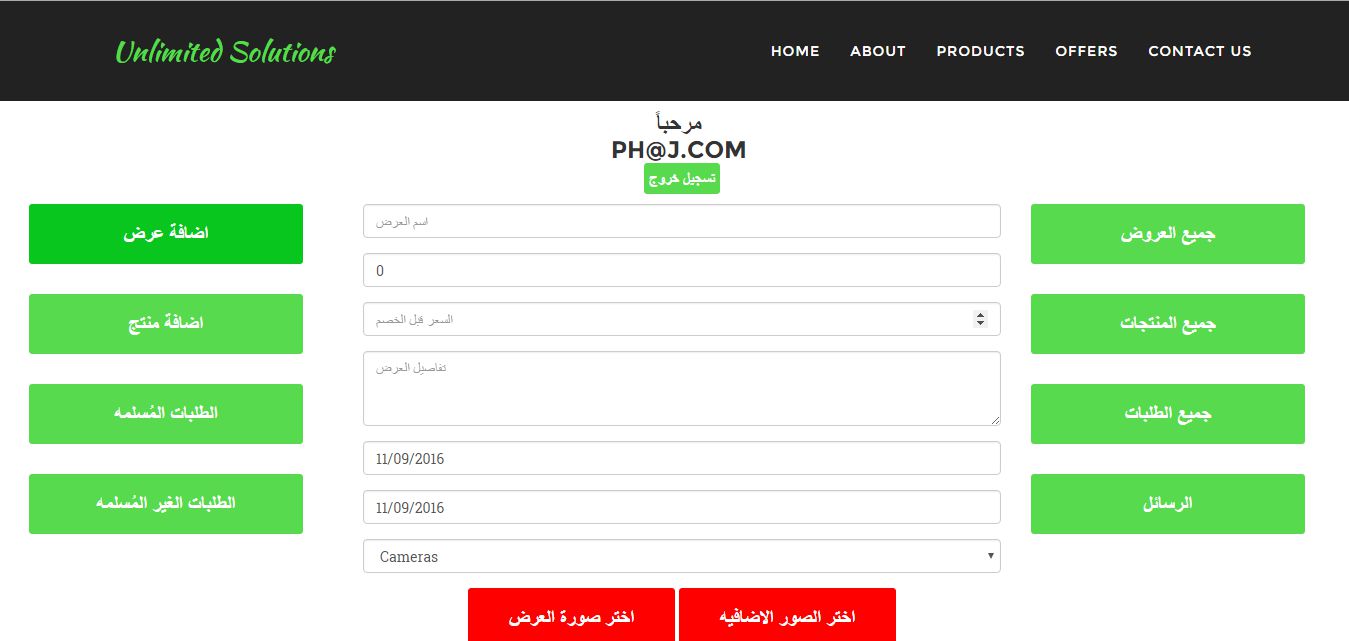 Unlimited Solutions
HOME ABOUT PRODUCTS OFFERS CONTACT US
مرحباً
PH@J.COM
تسجيل خروج
اضافة عرض
اضافة منتج
الطلبات المُسلمه
الطلبات الغير المُسلمه
اسم العرض
0
السعر قبل الخصم
تفاصيل العرض
11/09/2016
11/09/2016
Cameras
اختر صورة العرض
اختر الصور الاضافيه
جميع العروض
جميع المنتجات
جميع الطلبات
الرسائل